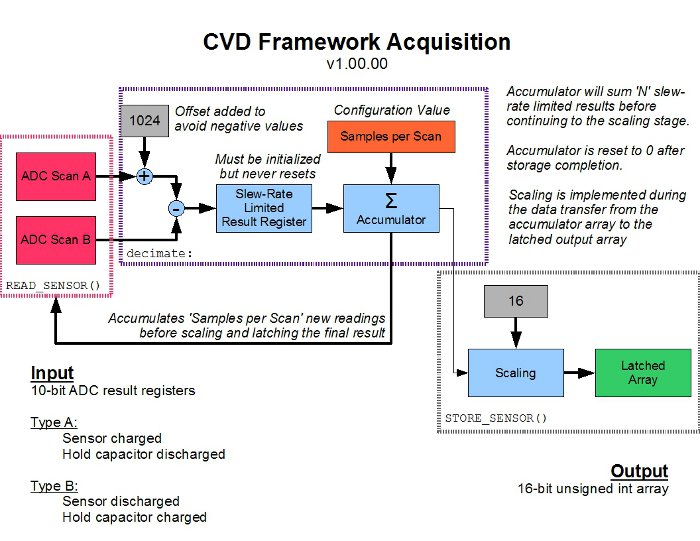 CVD Framework Acquisition
v1.00.00
Accumulator will sum 'N' slew-
rate limited results before
continuing to the scaling stage.
Accumulator is reset to 0 after
storage completion.
Scaling is implemented during
the data transfer from the
accumulator array to the
latched output array
1024
Offset added to
avoid negative values
Configuration Value
Samples per Scan
Must be initialized
but never resets
ADC Scan A
+
-
Slew-Rate
Limited
Result Register
Σ
Accumulator
ADC Scan B
decimate:
READ_SENSOR()
Accumulates 'Samples per Scan' new readings
before scaling and latching the final result
16
Scaling
Latched
Array
STORE_SENSOR()
Input
10-bit ADC result registers
Type A:
Sensor charged
Hold capacitor discharged
Type B:
Sensor discharged
Hold capacitor charged
Output
16-bit unsigned int array